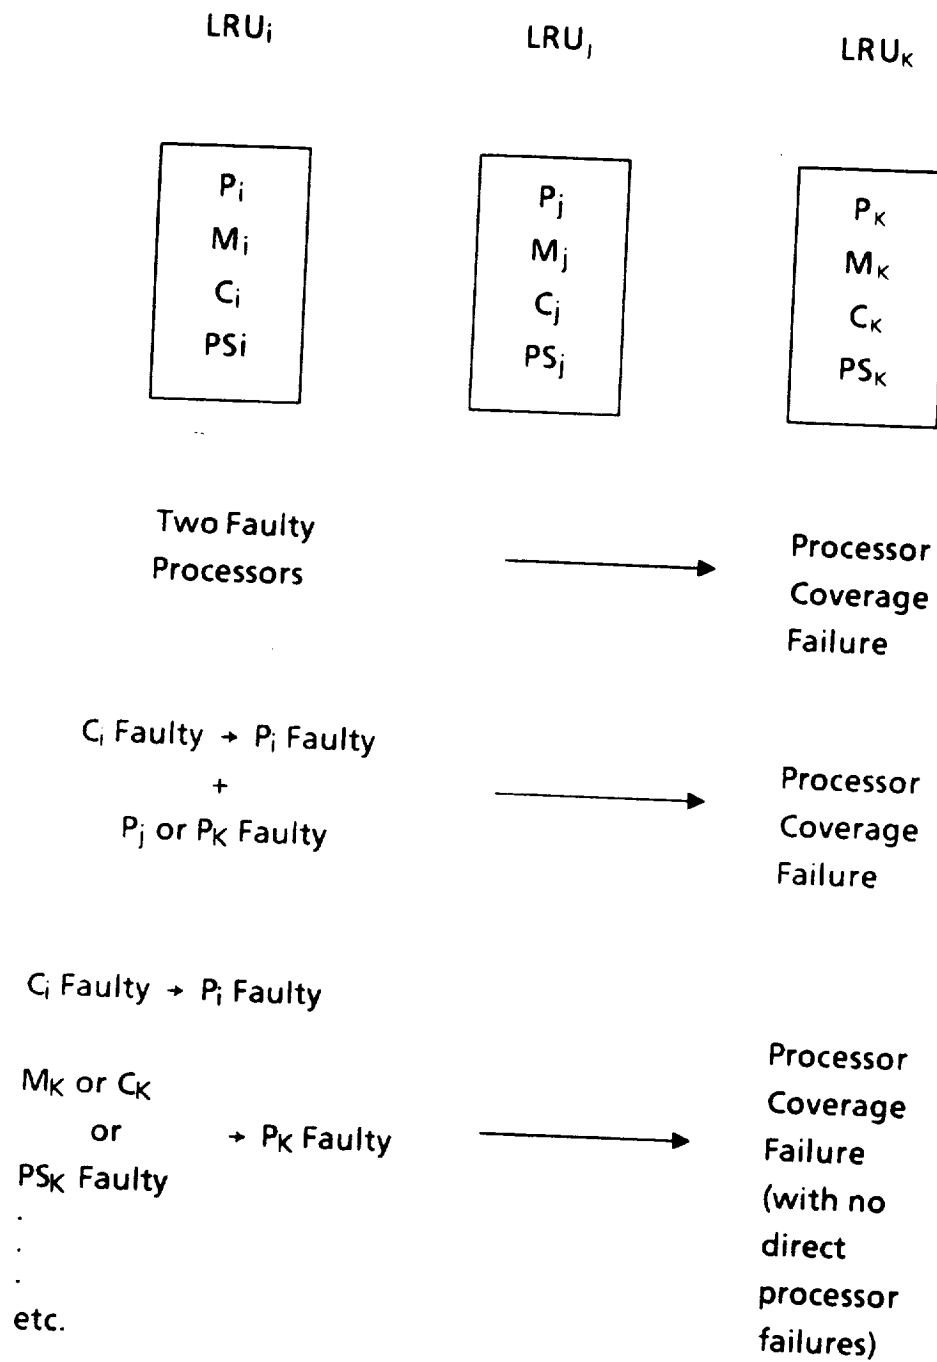 LRUi
LRUj
LRUK
Pi
Mi
Ci
PSi
Pj
Mj
Cj
PSj
PK
MK
CK
PSK
Two Faulty
Processors
Processor
Coverage
Failure
Ci Faulty → Pi Faulty
+
Pj or PK Faulty
Processor
Coverage
Failure
Ci Faulty → Pi Faulty
MK or CK
or → PK Faulty
PSK Faulty
.
.
.
etc.
Processor
Coverage
Failure
(with no
direct
processor
failures)